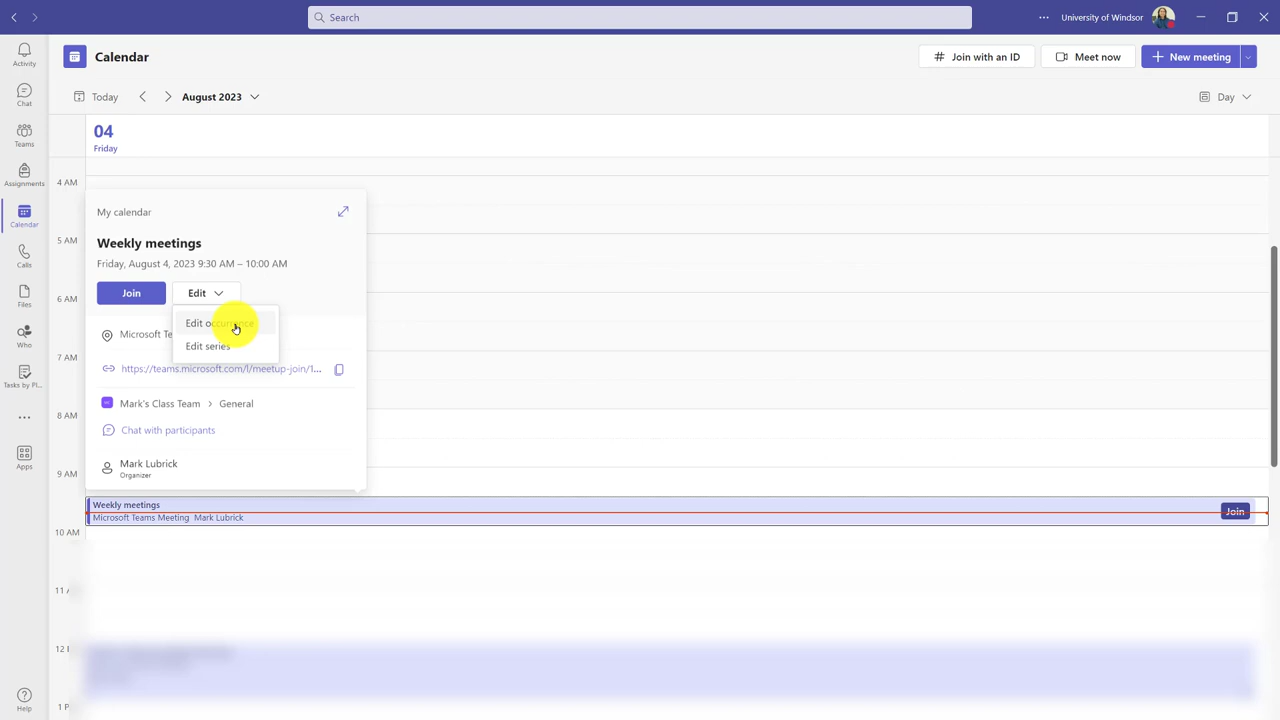 Search
University of Windsor
Activity
Chat
Teams
Assignments
Calendar
Calls
Files
Who
Tasks by Pl...
Apps
Help
Calendar
Join with an ID
Meet now
New meeting
Today
August 2023
Day
04
Friday
4 AM
5 AM
6 AM
7 AM
8 AM
9 AM
10 AM
11
12
1 P
My calendar
Weekly meetings
Friday, August 4, 2023 9:30 AM – 10:00 AM
Join
Edit
Edit occurrence
Edit series
Microsoft Te
https://teams.microsoft.com/l/meetup-join/1...
Mark's Class Team > General
Chat with participants
Mark Lubrick
Organizer
Weekly meetings
Microsoft Teams Meeting Mark Lubrick
Join